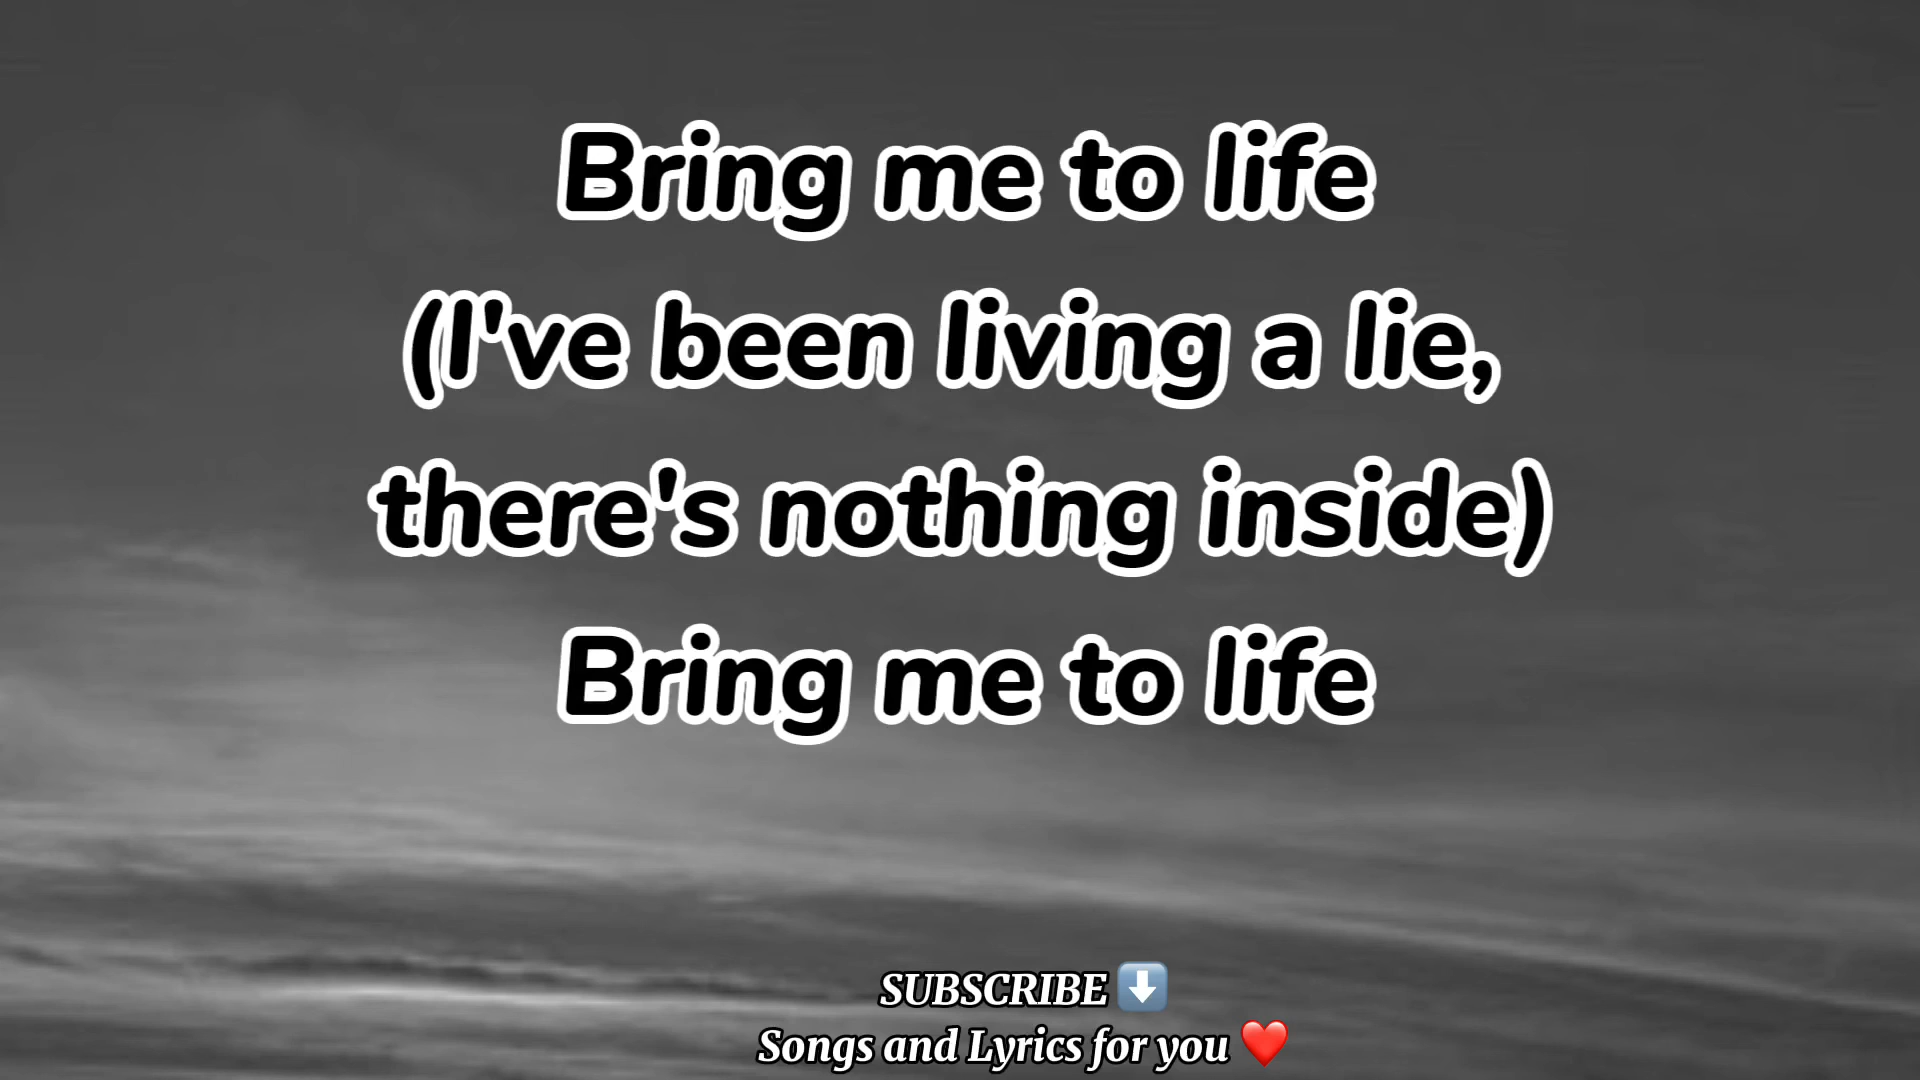 Bring me to life
(I've been living a lie,
there's nothing inside)
Bring me to life
SUBSCRIBE ⬇️
Songs and Lyrics for you ❤️